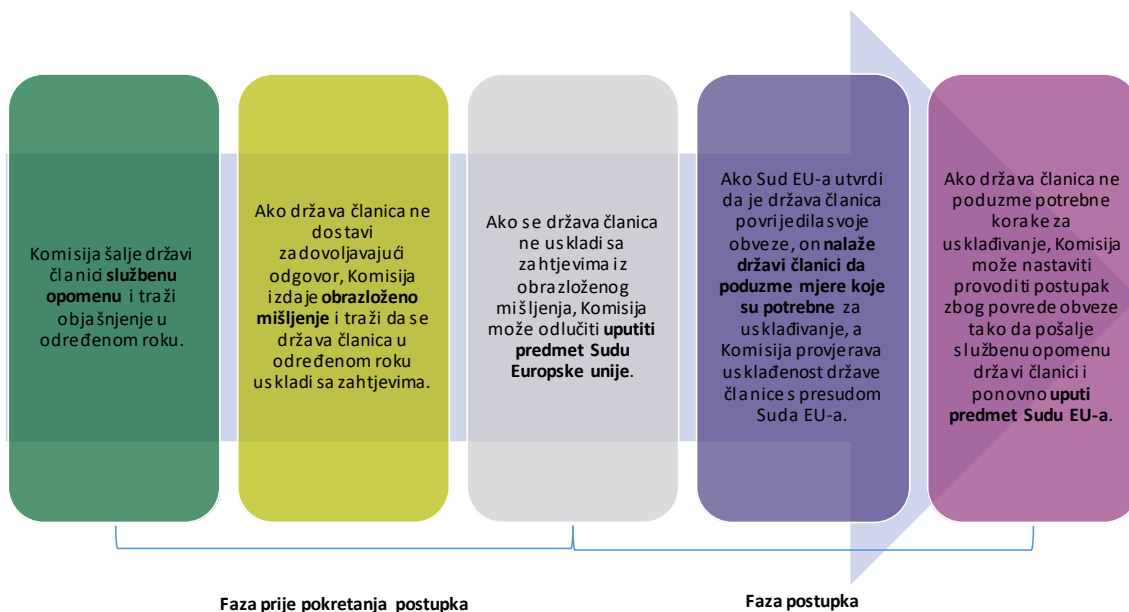 Komisija šalje državi
članici službenu
opomenu i traži
objašnjenje u
određenom roku.
Ako država članica ne
dostavi
zadovoljavajući
odgovor, Komisija
izdaje obrazloženo
mišljenje i traži da se
država članica u
određenom roku
uskladi sa zahtjevima.
Ako se država članica
ne uskladi sa
zahtjevima iz
obrazloženog
mišljenja, Komisija
može odlučiti uputiti
predmet Sudu
Europske unije.
Ako Sud EU-a utvrdi
da je država članica
povrijedila svoje
obveze, on nalaže
državi članici da
poduzme mjere koje
su potrebne za
usklađivanje, a
Komisija provjerava
usklađenost države
članice s presudom
Suda EU-a.
Ako država članica ne
poduzme potrebne
korake za
usklađivanje, Komisija
može nastaviti
provoditi postupak
zbog povrede obveze
tako da pošalje
službenu opomenu
državi članici i
ponovno uputi
predmet Sudu EU-a.
Faza prije pokretanja postupka
Faza postupka